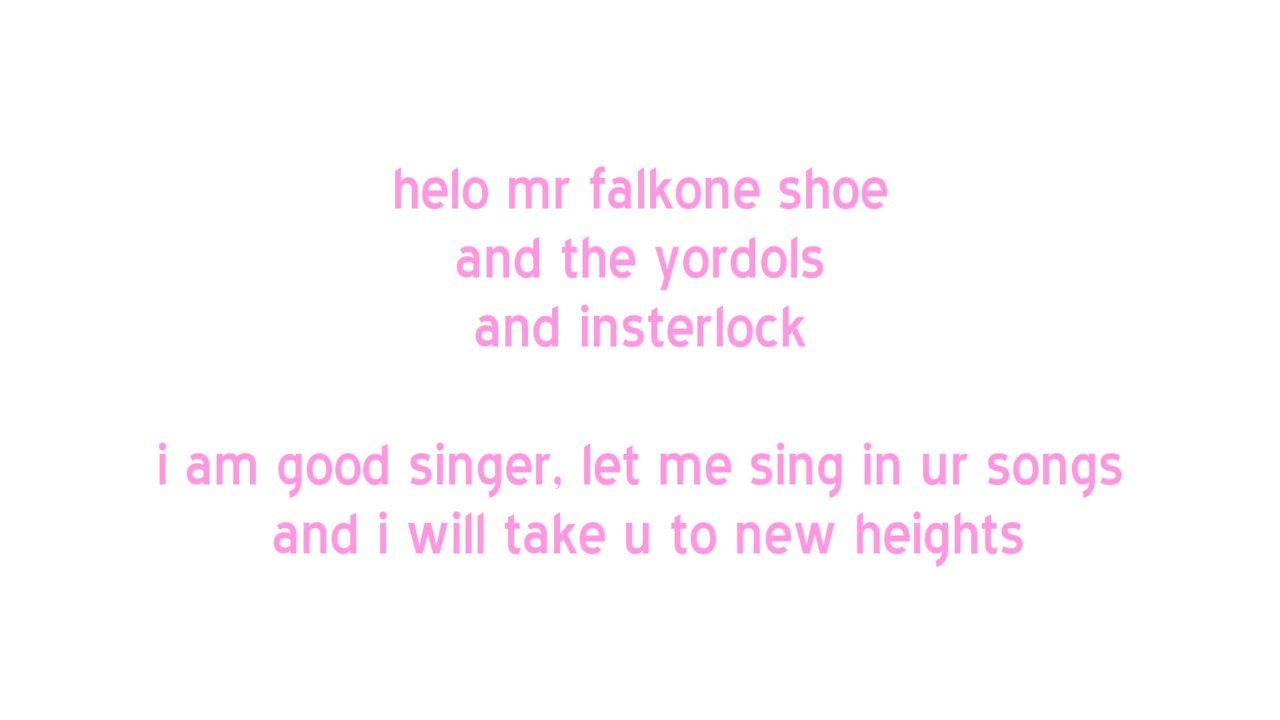 helo mr falkone shoe
and the yordols
and insterlock
i am good singer, let me sing in ur songs
and i will take u to new heights